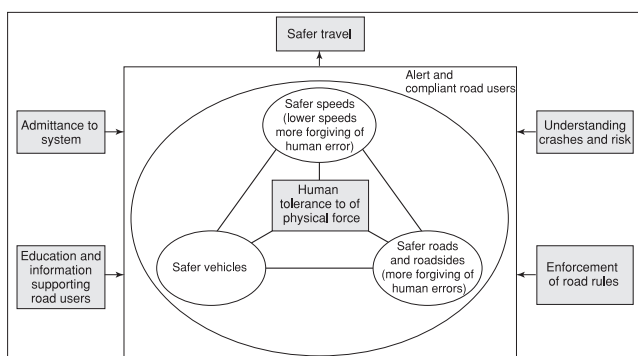 Safer travel
Alert and
compliant road users
Safer speeds
(lower speeds
more forgiving of
human error)
Admittance to
system
Understanding
crashes and risk
Human
tolerance to of
physical force
Safer vehicles
Safer roads
and roadsides
(more forgiving of
human errors)
Education and
information
supporting
road users
Enforcement
of road rules